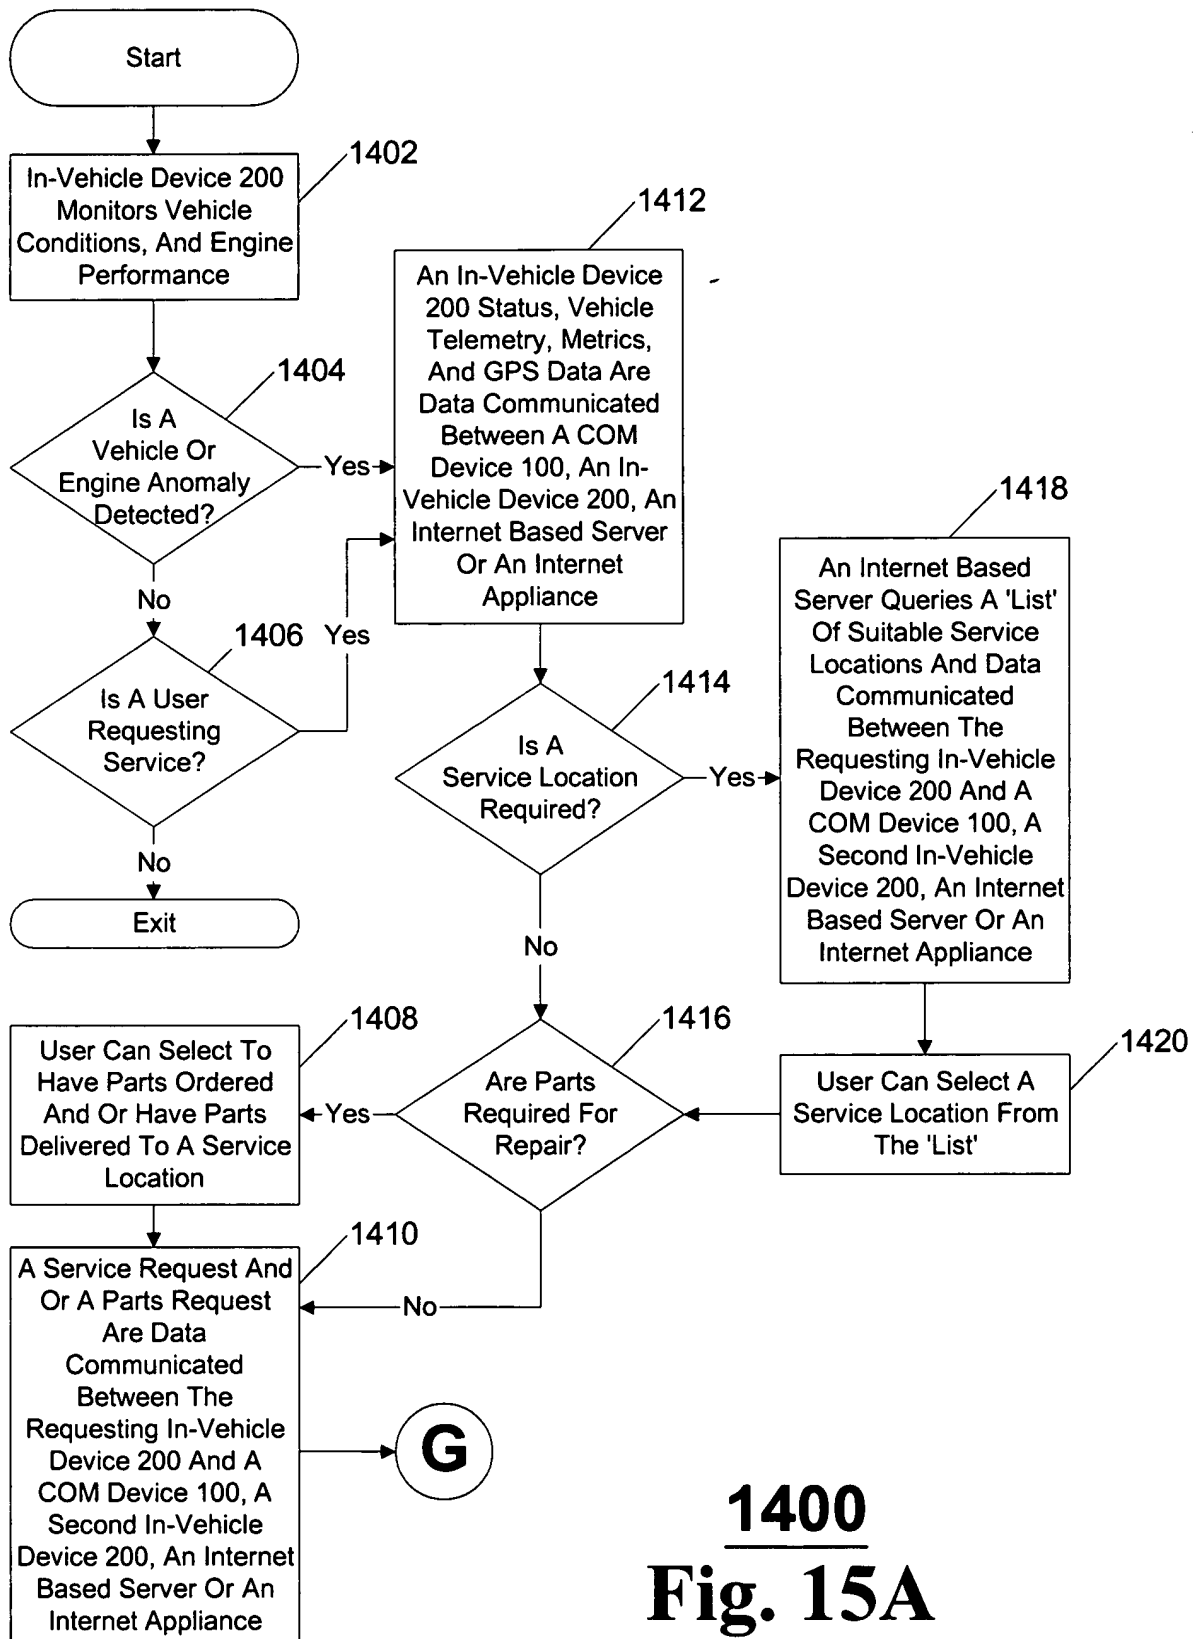 Start
1402
In-Vehicle Device 200
Monitors Vehicle
Conditions, And Engine
Performance
1404
Is A
Vehicle Or
Engine Anomaly
Detected?
Yes
No
1406
Is A User
Requesting
Service?
Yes
No
Exit
1412
An In-Vehicle Device
200 Status, Vehicle
Telemetry, Metrics,
And GPS Data Are
Data Communicated
Between A COM
Device 100, An In-
Vehicle Device 200, An
Internet Based Server
Or An Internet
Appliance
1414
Is A
Service Location
Required?
Yes
No
1418
An Internet Based
Server Queries A 'List'
Of Suitable Service
Locations And Data
Communicated
Between The
Requesting In-Vehicle
Device 200 And A
COM Device 100, A
Second In-Vehicle
Device 200, An Internet
Based Server Or An
Internet Appliance
1420
User Can Select A
Service Location From
The 'List'
1416
Are Parts
Required For
Repair?
Yes
No
1408
User Can Select To
Have Parts Ordered
And Or Have Parts
Delivered To A Service
Location
1410
A Service Request And
Or A Parts Request
Are Data
Communicated
Between The
Requesting In-Vehicle
Device 200 And A
COM Device 100, A
Second In-Vehicle
Device 200, An Internet
Based Server Or An
Internet Appliance
G
1400
Fig. 15A